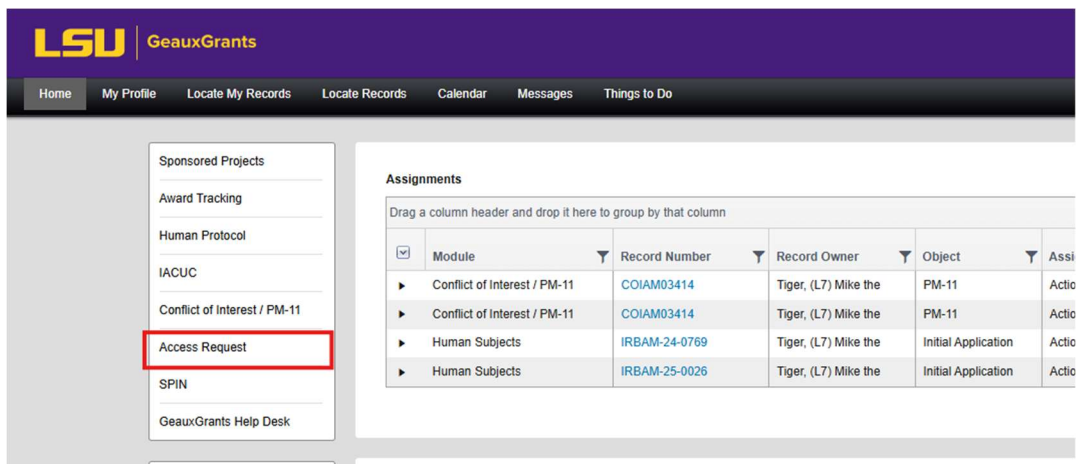 LSU GeauxGrants
Home My Profile Locate My Records Locate Records Calendar Messages Things to Do
Sponsored Projects
Award Tracking
Human Protocol
IACUC
Conflict of Interest / PM-11
Access Request
SPIN
GeauxGrants Help Desk
Assignments
Drag a column header and drop it here to group by that column
Module Record Number Record Owner Object Assi
Conflict of Interest / PM-11 COIAM03414 Tiger, (L7) Mike the PM-11 Actio
Conflict of Interest / PM-11 COIAM03414 Tiger, (L7) Mike the PM-11 Actio
Human Subjects IRBAM-24-0769 Tiger, (L7) Mike the Initial Application Actio
Human Subjects IRBAM-25-0026 Tiger, (L7) Mike the Initial Application Actio